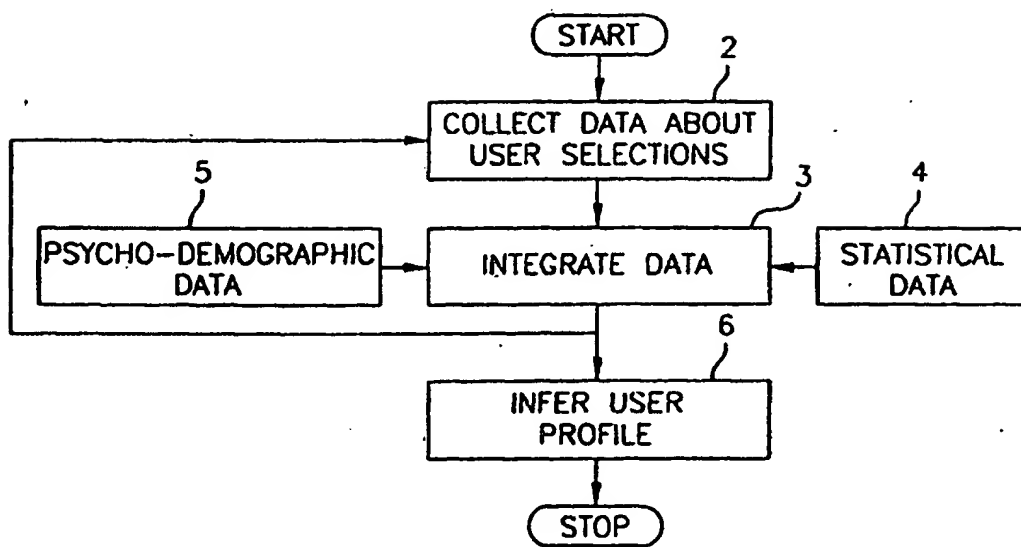 START
2
COLLECT DATA ABOUT
USER SELECTIONS
5
3
4
PSYCHO-DEMOGRAPHIC
DATA
INTEGRATE DATA
STATISTICAL
DATA
6
INFER USER
PROFILE
STOP